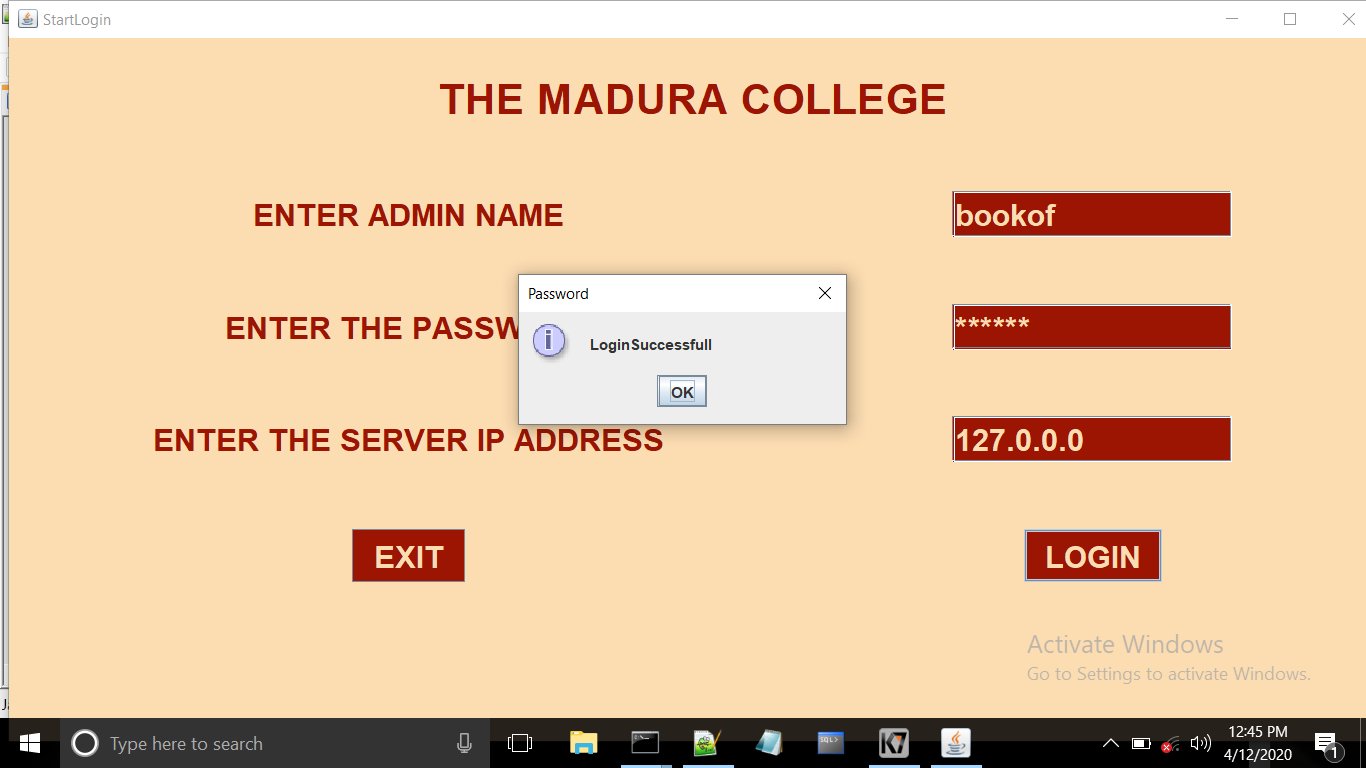 StartLogin
THE MADURA COLLEGE
ENTER ADMIN NAME
bookof
Password
ENTER THE PASSW
******
LoginSuccessfull
OK
ENTER THE SERVER IP ADDRESS
127.0.0.0
EXIT
LOGIN
Activate Windows
Go to Settings to activate Windows.
Type here to search
SQL>
K7
12:45 PM
4/12/2020
1